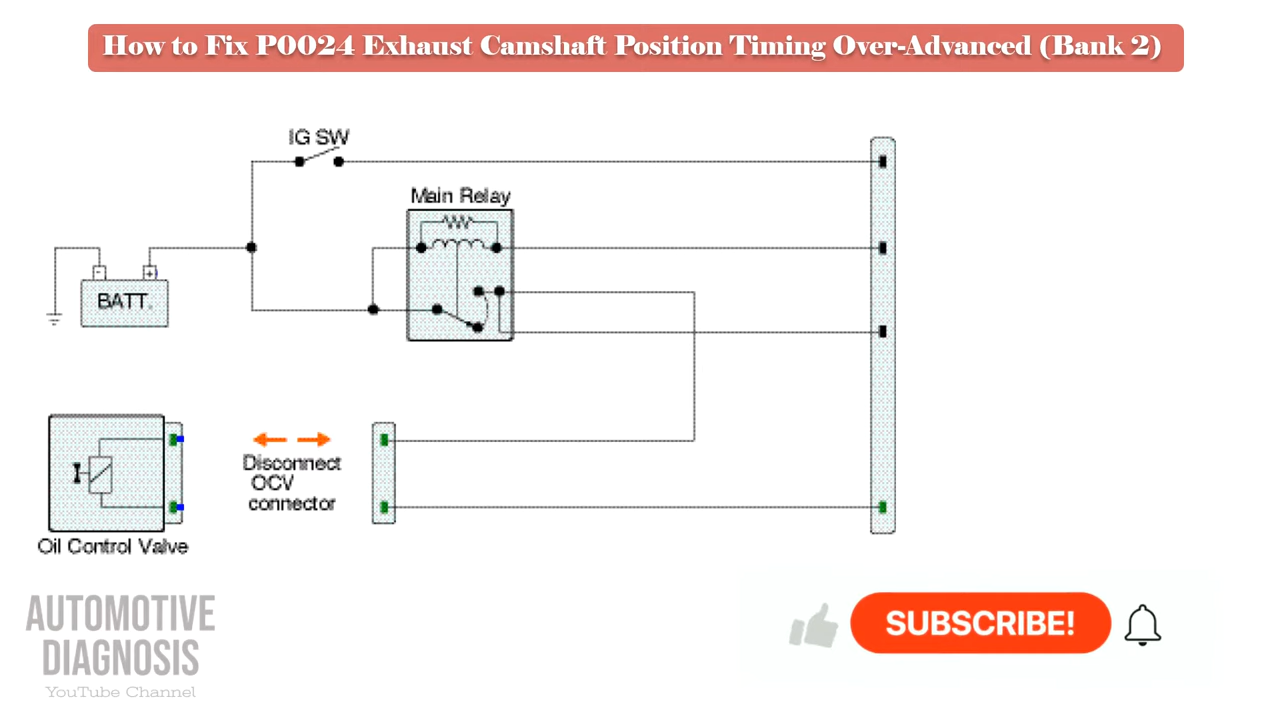 How to Fix P0024 Exhaust Camshaft Position Timing Over-Advanced (Bank 2)
IG SW
Main Relay
- +
BATT.
Disconnect
OCV
connector
Oil Control Valve
AUTOMOTIVE
DIAGNOSIS
YouTube Channel
SUBSCRIBE!